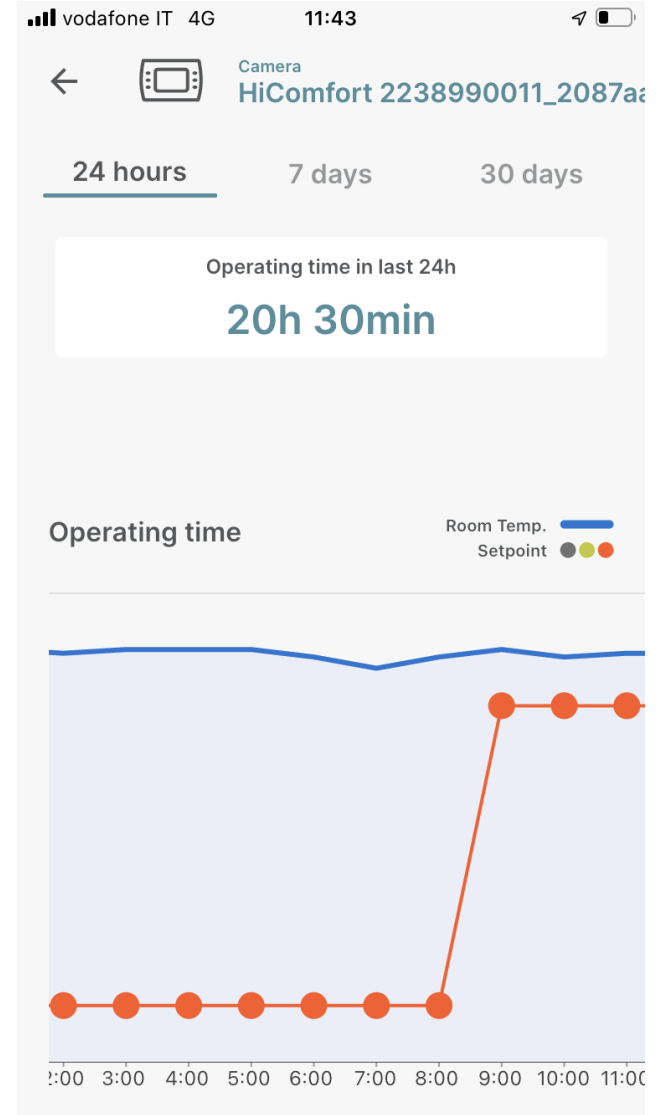 vodafone IT 4G 11:43
Camera
HiComfort 2238990011_2087aa
24 hours 7 days 30 days
Operating time in last 24h
20h 30min
Operating time
Room Temp.
Setpoint
:00 3:00 4:00 5:00 6:00 7:00 8:00 9:00 10:00 11:00